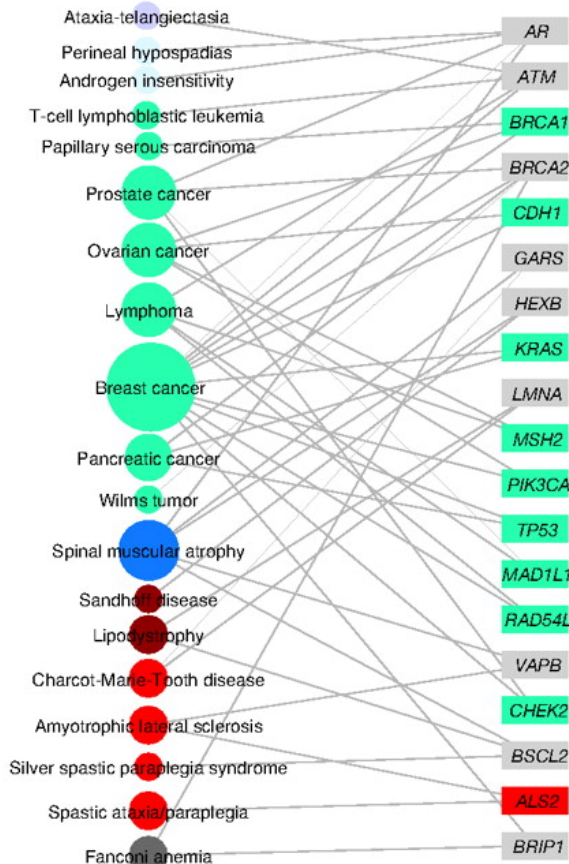 Ataxia-telangiectasia
AR
Perineal hypospadias
Androgen insensitivity
ATM
T-cell lymphoblastic leukemia
BRCA1
Papillary serous carcinoma
BRCA2
Prostate cancer
CDH1
Ovarian cancer
GARS
Lymphoma
HEXB
KRAS
Breast cancer
LMNA
MSH2
Pancreatic cancer
PIK3CA
Wilms tumor
TP53
Spinal muscular atrophy
MAD1L1
Sandhoff disease
RAD54L
Lipodystrophy
VAPB
Charcot-Marie-Tooth disease
CHEK2
Amyotrophic lateral sclerosis
BSCL2
Silver spastic paraplegia syndrome
ALS2
Spastic ataxia/paraplegia
BRIP1
Fanconi anemia